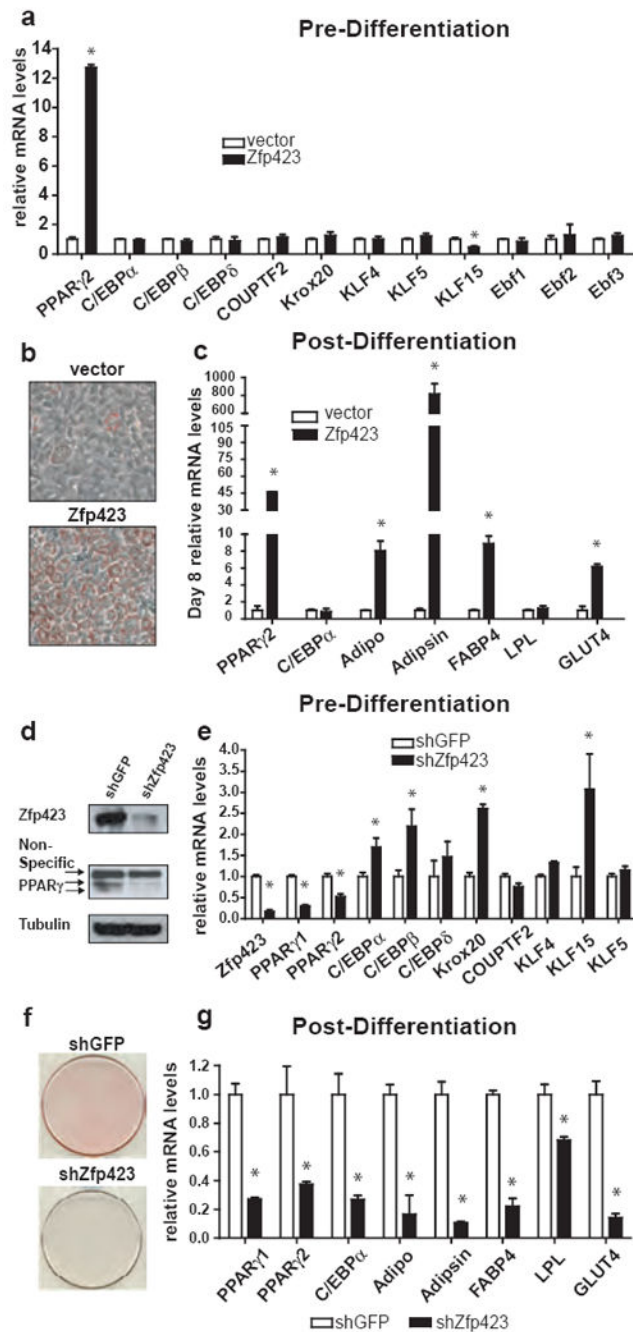 a
Pre-Differentiation
relative mRNA levels
14
12
10
8
6
4
2
0
vector
Zfp423
*
*
PPARγ2
C/EBPα
C/EBPβ
C/EBPδ
COUPTF2
Krox20
KLF4
KLF5
KLF15
Ebf1
Ebf2
Ebf3
b
vector
Zfp423
c
Post-Differentiation
Day 8 relative mRNA levels
1000
800
600
105
90
75
60
45
30
10
8
6
4
2
0
vector
Zfp423
*
*
*
*
*
PPARγ2
C/EBPα
Adipo
Adipsin
FABP4
LPL
GLUT4
d
shGFP
shZfp423
Zfp423
Non-
Specific
PPARγ
Tubulin
Pre-Differentiation
e
relative mRNA levels
4.0
3.5
3.0
2.5
2.0
1.5
1.0
0.5
0.0
shGFP
shZfp423
*
*
*
*
*
*
*
Zfp423
PPARγ1
PPARγ2
C/EBPα
C/EBPβ
C/EBPδ
Krox20
COUPTF2
KLF4
KLF15
KLF5
f
shGFP
shZfp423
g
Post-Differentiation
relative mRNA levels
1.2
1.0
0.8
0.6
0.4
0.2
0.0
*
*
*
*
*
*
*
*
PPARγ1
PPARγ2
C/EBPα
Adipo
Adipsin
FABP4
LPL
GLUT4
shGFP
shZfp423